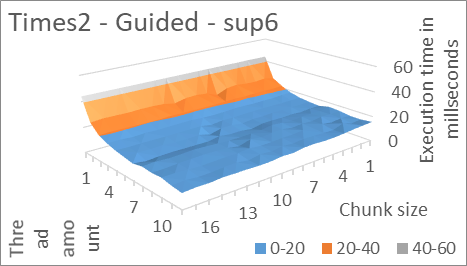 Times2 - Guided - sup6
Execution time in
millseconds
60
40
20
0
1
4
7
10
Thre
ad
amo
unt
16
13
10
7
4
1
Chunk size
0-20
20-40
40-60